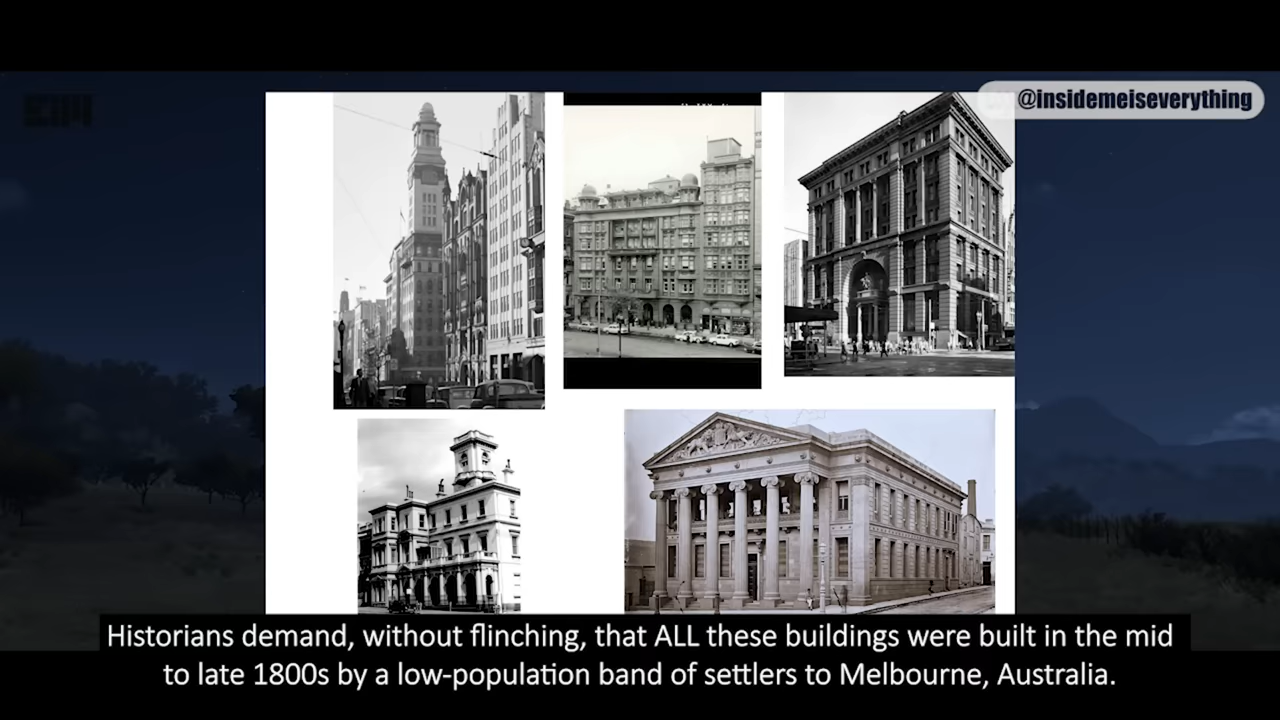 @insidemeiseverything
Historians demand, without flinching, that ALL these buildings were built in the mid
to late 1800s by a low-population band of settlers to Melbourne, Australia.